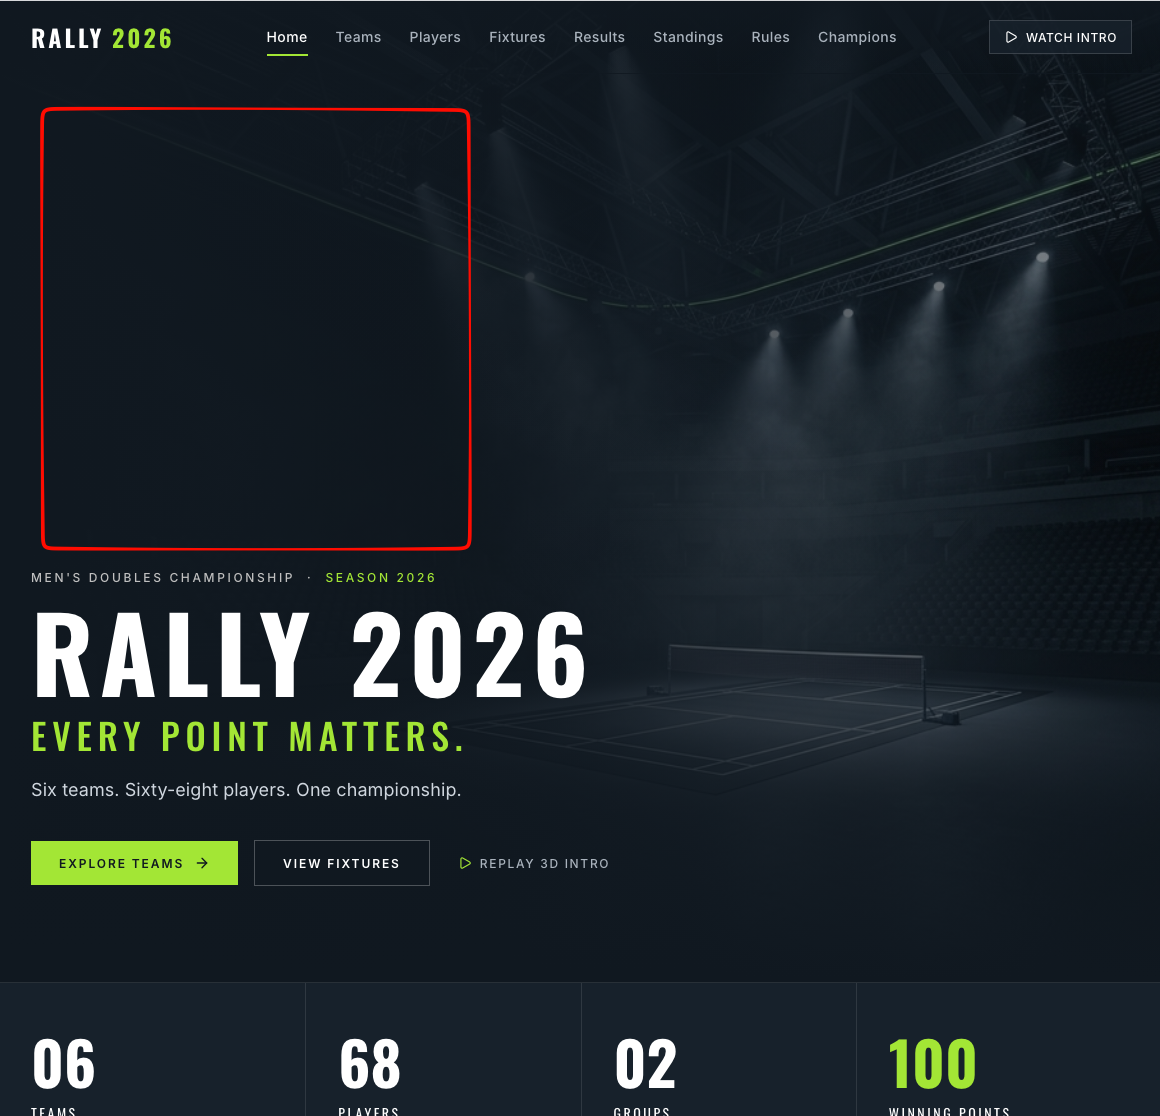 RALLY 2026
Home Teams Players Fixtures Results Standings Rules Champions
WATCH INTRO
MEN'S DOUBLES CHAMPIONSHIP · SEASON 2026
RALLY 2026
EVERY POINT MATTERS.
Six teams. Sixty-eight players. One championship.
EXPLORE TEAMS → VIEW FIXTURES REPLAY 3D INTRO
06 68 02 100
TEAMS PLAYERS GROUPS WINNING POINTS